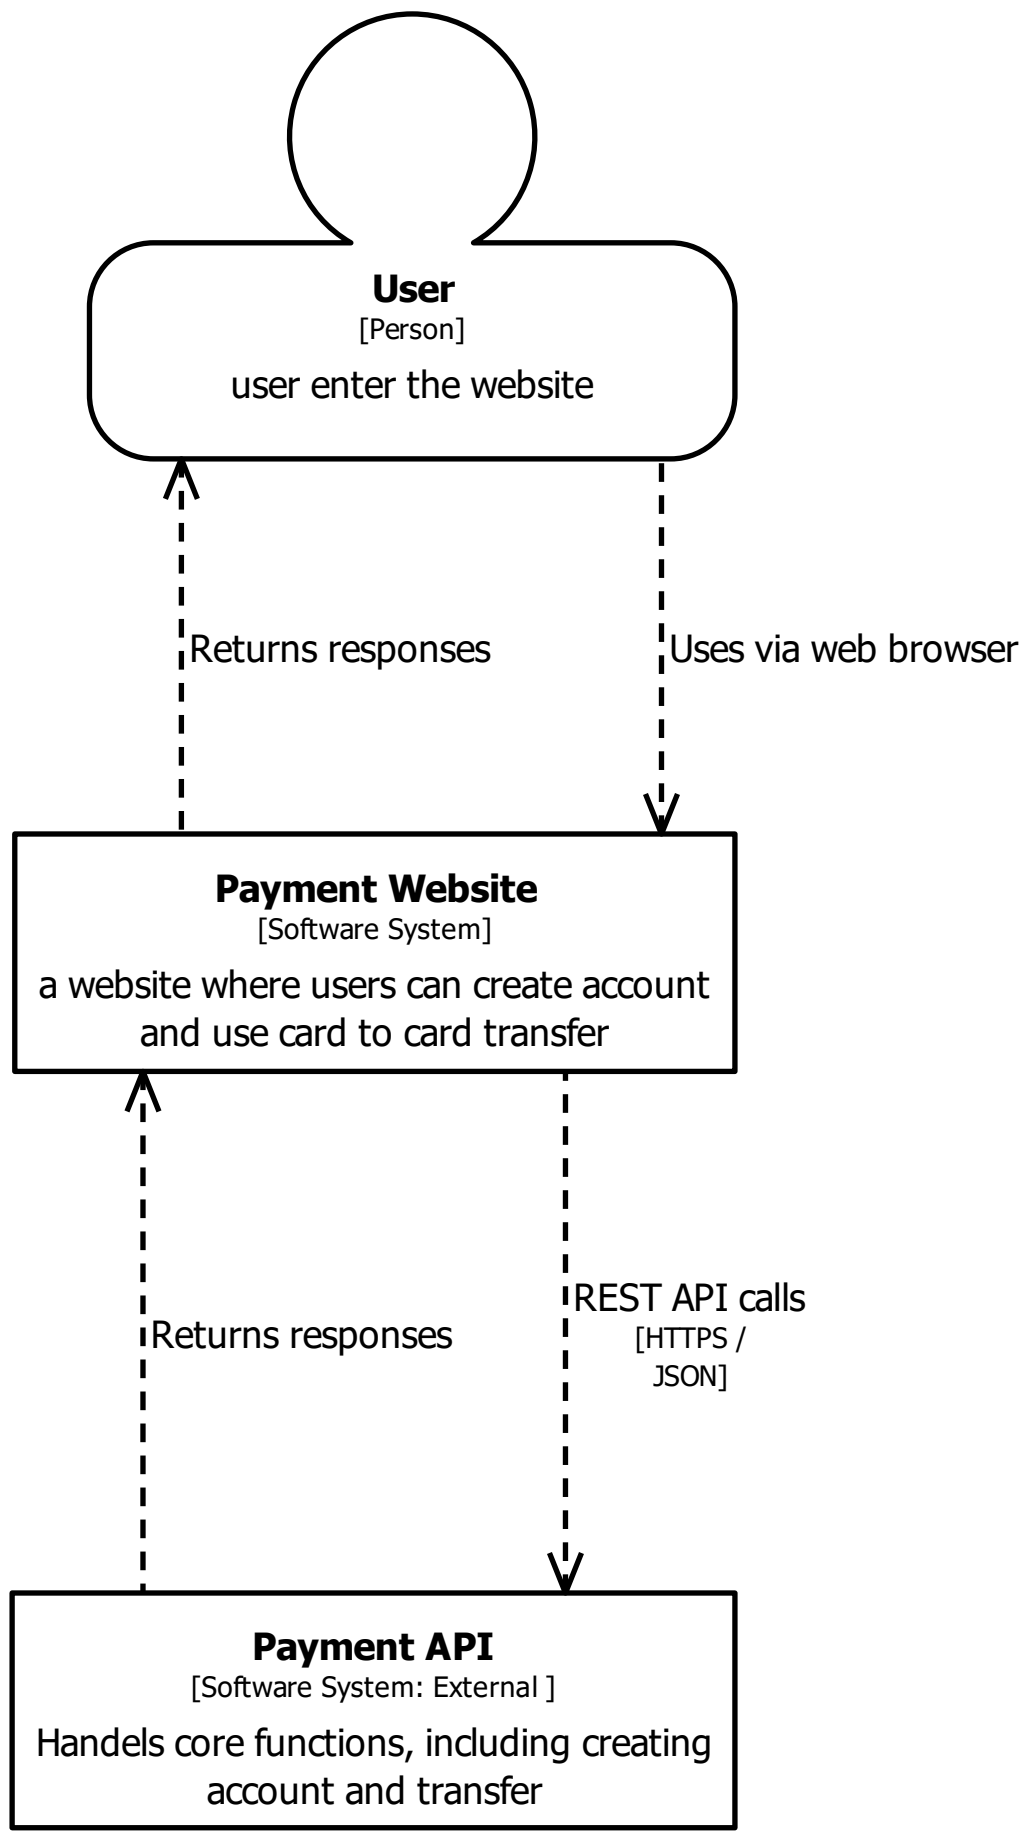 User
[Person]
user enter the website
Returns responses
Uses via web browser
Payment Website
[Software System]
a website where users can create account
and use card to card transfer
Returns responses
REST API calls
[HTTPS /
JSON]
Payment API
[Software System: External ]
Handels core functions, including creating
account and transfer